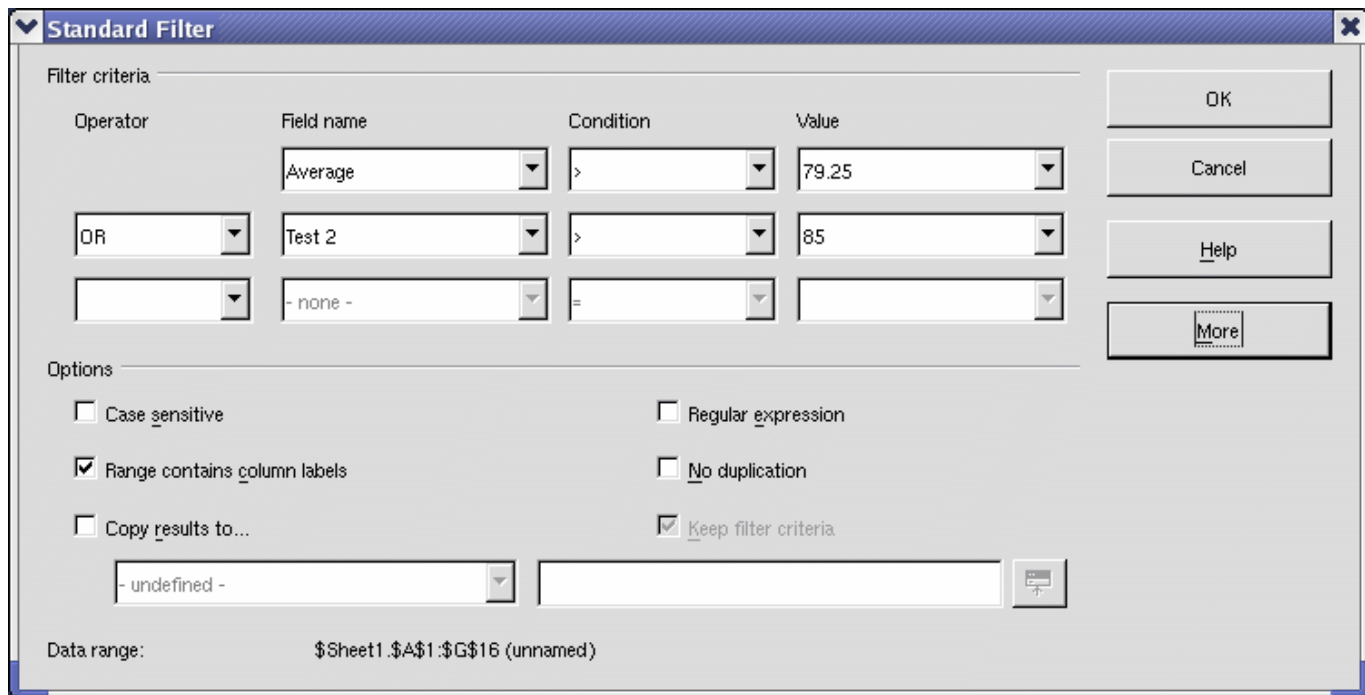 Standard Filter
Filter criteria
Operator Field name Condition Value
Average > 79.25
OR Test 2 > 85
- none - =
OK
Cancel
Help
More
Options
Case sensitive
Regular expression
Range contains column labels
No duplication
Copy results to...
Keep filter criteria
- undefined -
Data range: $Sheet1.$A$1:$G$16 (unnamed)